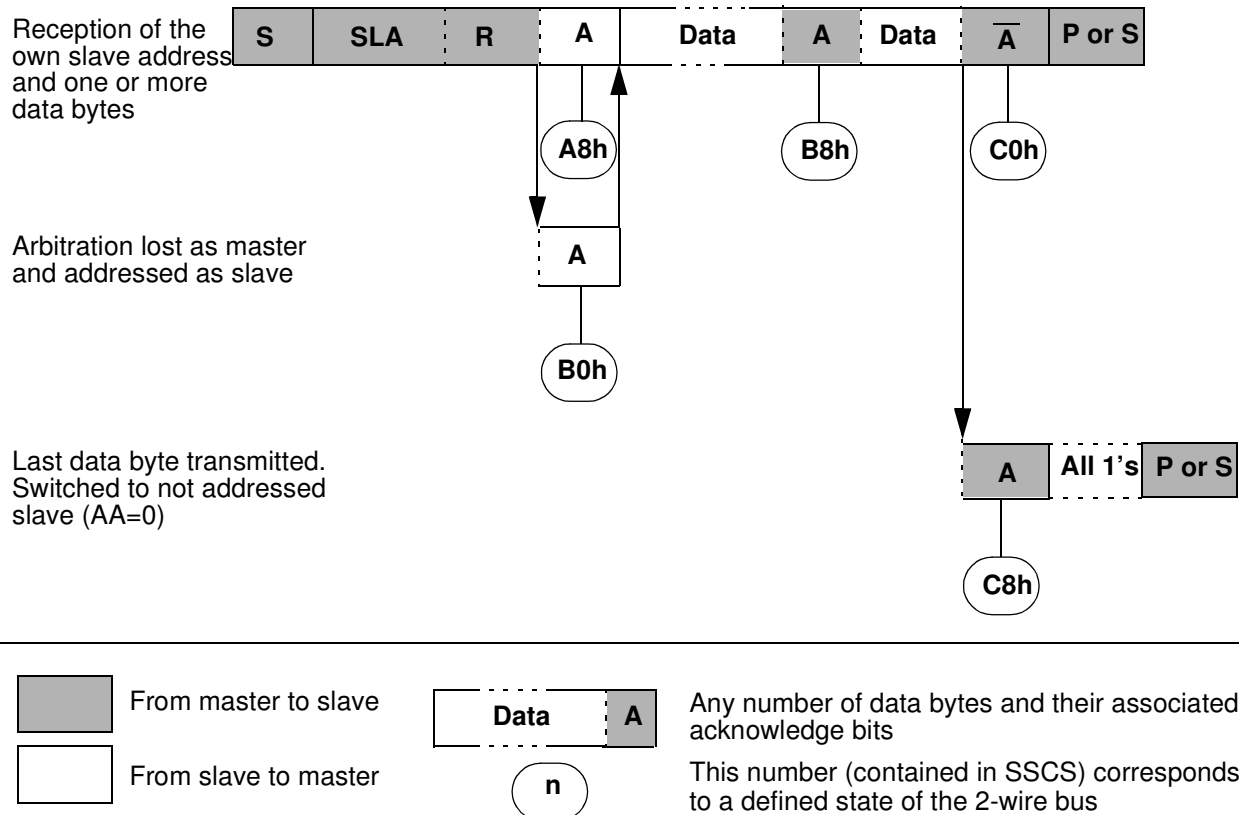 Reception of the
own slave address
and one or more
data bytes
S SLA R A Data A Data A P or S
A8h B8h C0h
Arbitration lost as master
and addressed as slave
A
B0h
Last data byte transmitted.
Switched to not addressed
slave (AA=0)
A All 1's P or S
C8h
From master to slave
From slave to master
Data A
n
Any number of data bytes and their associated
acknowledge bits
This number (contained in SSCS) corresponds
to a defined state of the 2-wire bus